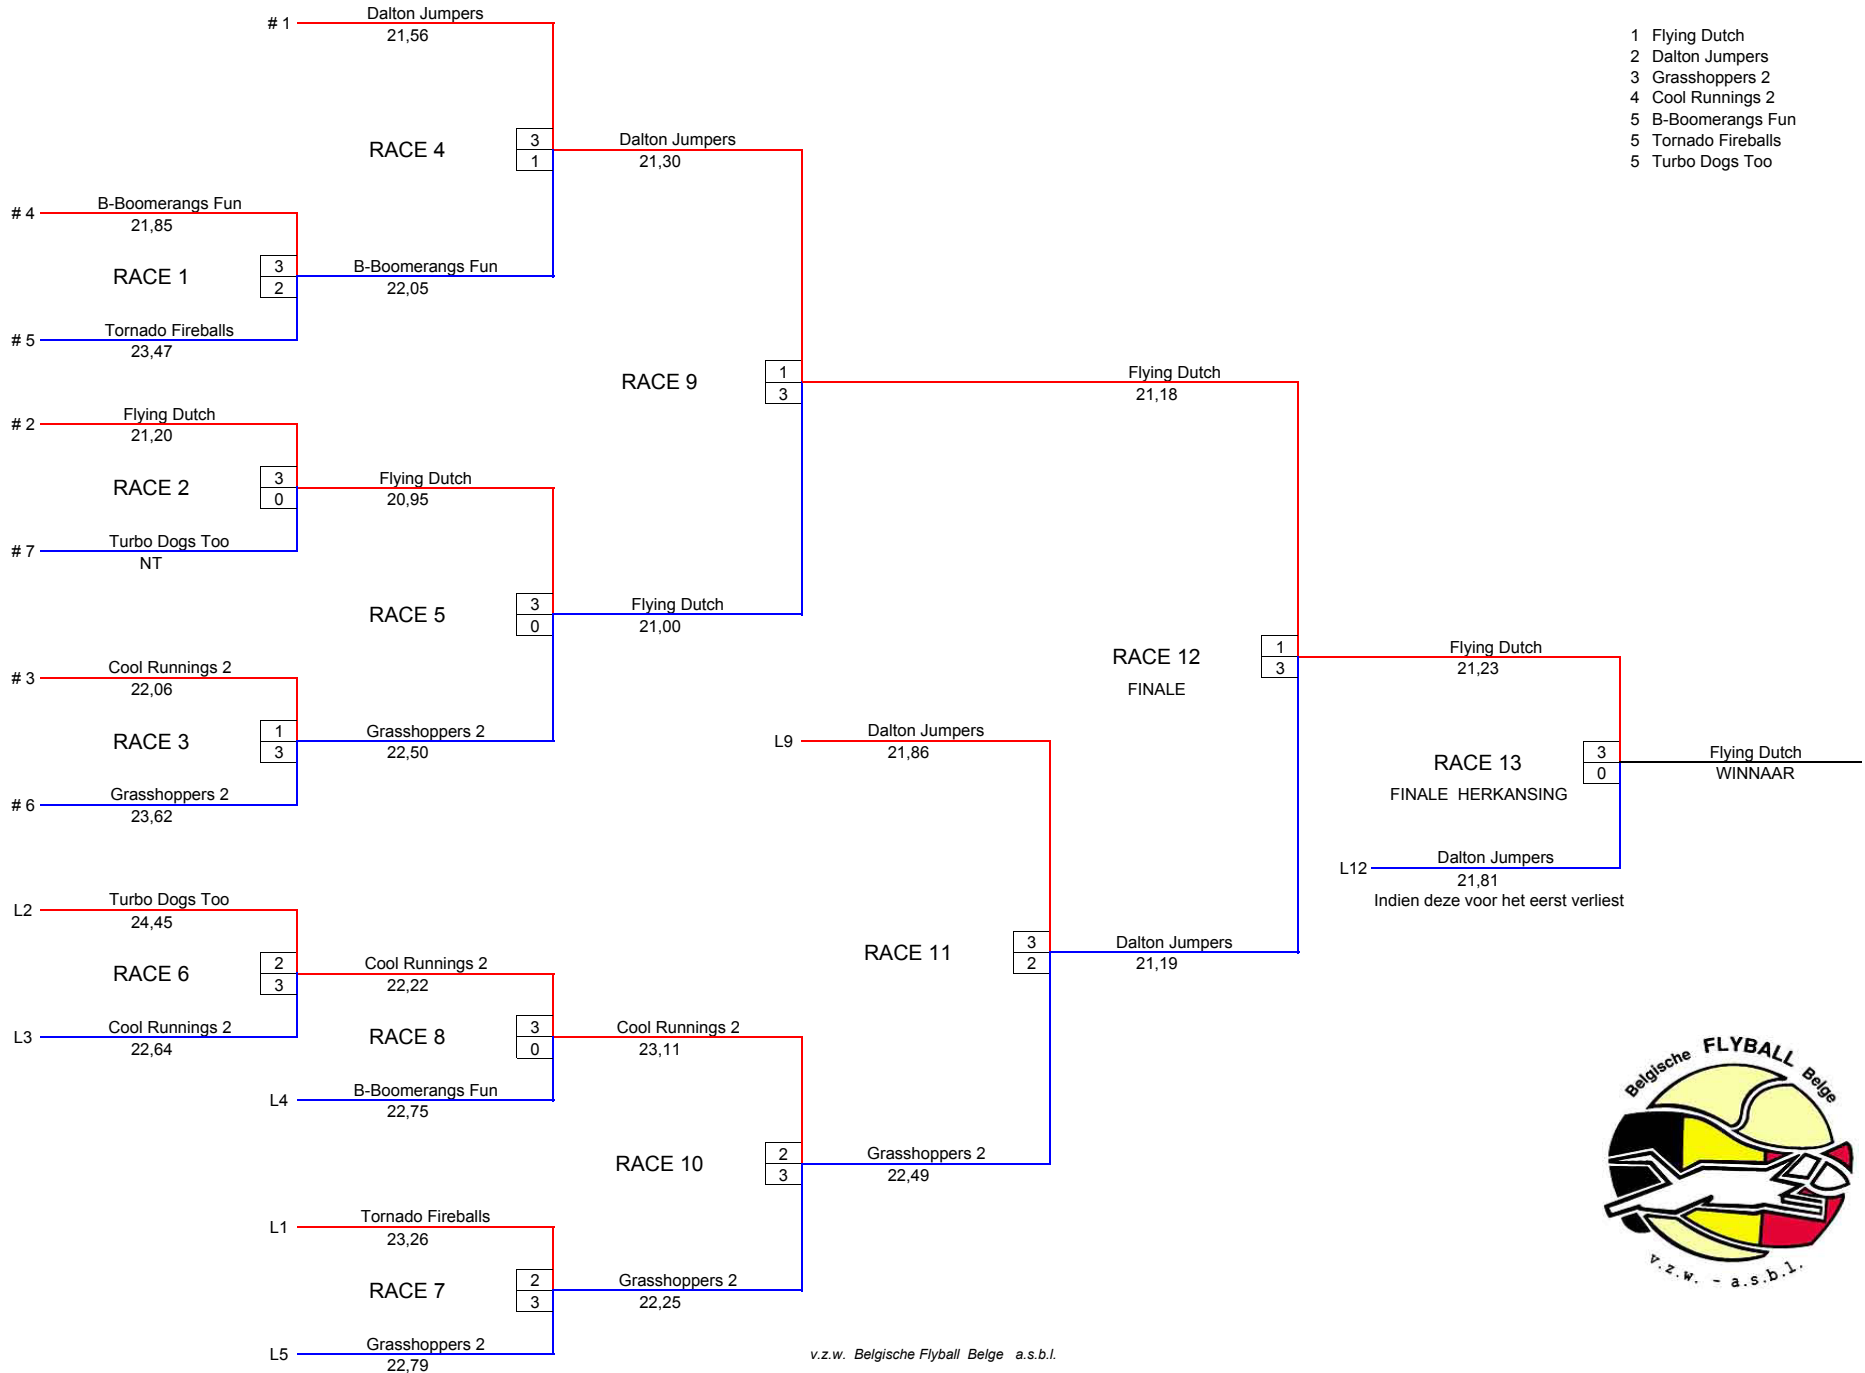 # 1
Dalton Jumpers
21,56
1 Flying Dutch
2 Dalton Jumpers
3 Grasshoppers 2
4 Cool Runnings 2
5 B-Boomerangs Fun
5 Tornado Fireballs
5 Turbo Dogs Too
RACE 4
3
1
Dalton Jumpers
21,30
# 4
B-Boomerangs Fun
21,85
RACE 1
3
2
B-Boomerangs Fun
22,05
# 5
Tornado Fireballs
23,47
RACE 9
1
3
Flying Dutch
21,18
# 2
Flying Dutch
21,20
RACE 2
3
0
Flying Dutch
20,95
# 7
Turbo Dogs Too
NT
RACE 5
3
0
Flying Dutch
21,00
# 3
Cool Runnings 2
22,06
RACE 3
1
3
Grasshoppers 2
22,50
# 6
Grasshoppers 2
23,62
RACE 12
FINALE
1
3
Flying Dutch
21,23
L9
Dalton Jumpers
21,86
RACE 13
FINALE HERKANSING
3
0
Flying Dutch
WINNAAR
L12
Dalton Jumpers
21,81
Indien deze voor het eerst verliest
L2
Turbo Dogs Too
24,45
RACE 6
2
3
Cool Runnings 2
22,22
RACE 11
3
2
Dalton Jumpers
21,19
L3
Cool Runnings 2
22,64
RACE 8
3
0
Cool Runnings 2
23,11
L4
B-Boomerangs Fun
22,75
RACE 10
2
3
Grasshoppers 2
22,49
L1
Tornado Fireballs
23,26
RACE 7
2
3
Grasshoppers 2
22,25
L5
Grasshoppers 2
22,79
Belgische FLYBALL Belge
v.z.w. - a.s.b.l.
v.z.w. Belgische Flyball Belge a.s.b.l.